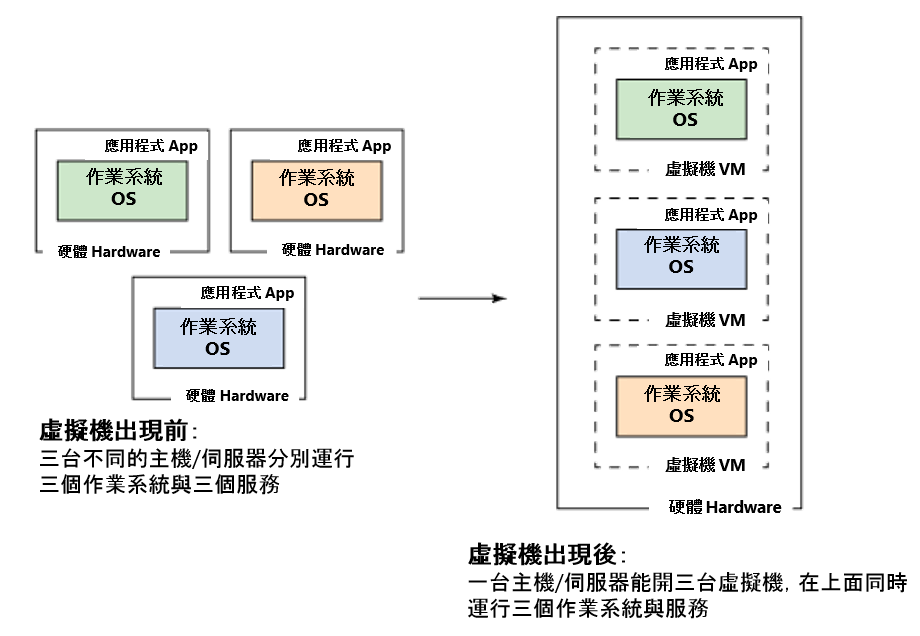 應用程式 App
作業系統
OS
硬體 Hardware
應用程式 App
作業系統
OS
硬體 Hardware
應用程式 App
作業系統
OS
硬體 Hardware
虛擬機出現前：
三台不同的主機/伺服器分別運行
三個作業系統與三個服務
應用程式 App
作業系統
OS
虛擬機 VM
應用程式 App
作業系統
OS
虛擬機 VM
應用程式 App
作業系統
OS
虛擬機 VM
硬體 Hardware
虛擬機出現後：
一台主機/伺服器能開三台虛擬機，在上面同時
運行三個作業系統與服務